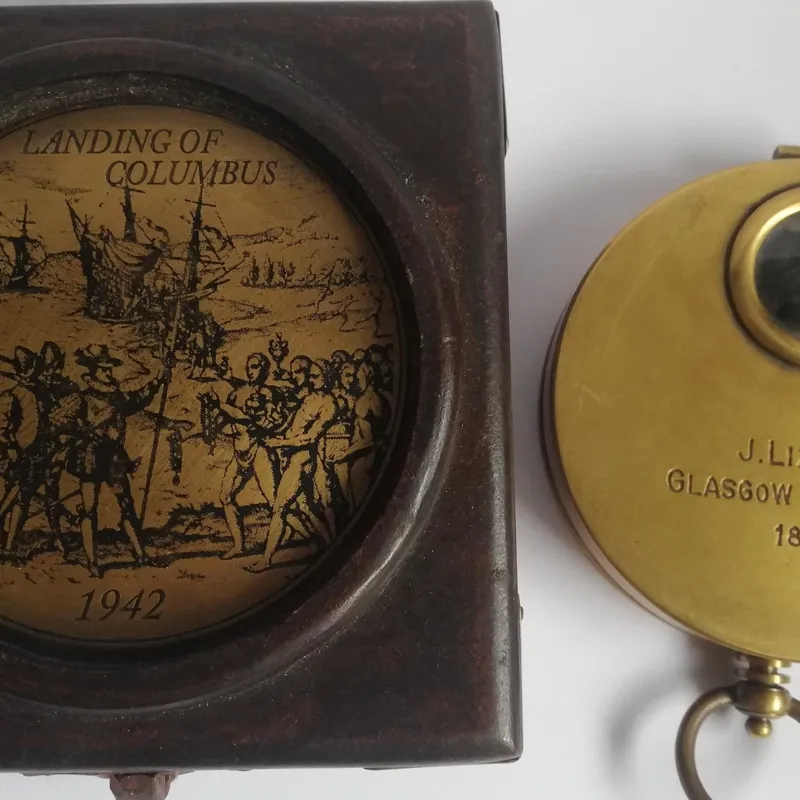 LANDING OF
COLUMBUS
1942
GLASGOW